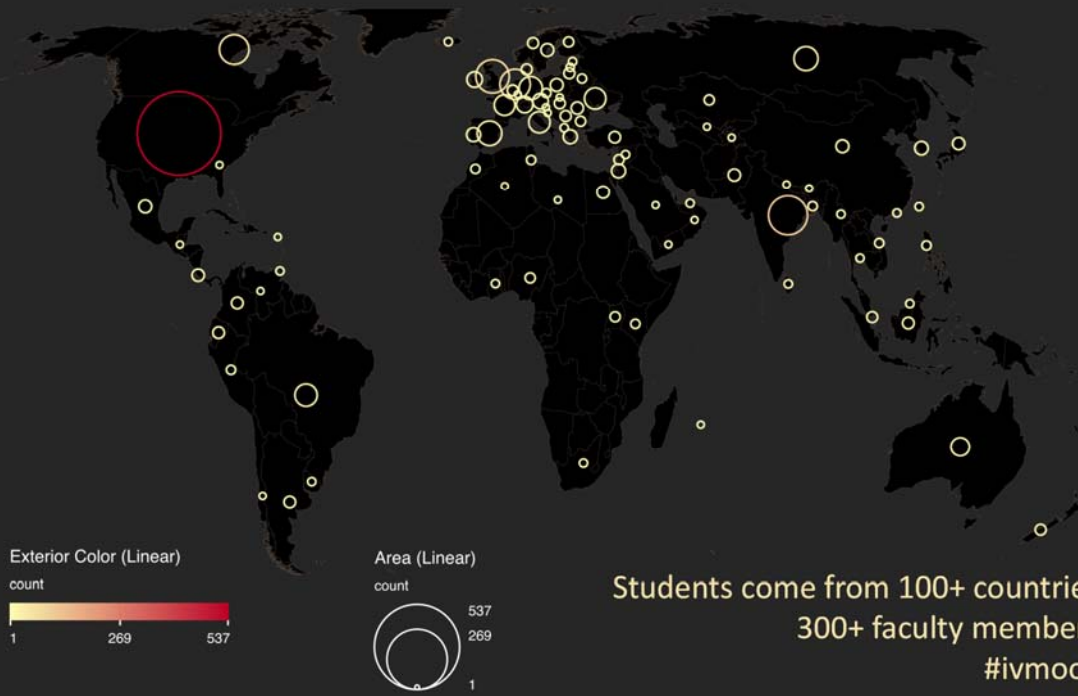 Exterior Color (Linear)
count
1 269 537
Area (Linear)
count
537
269
1
Students come from 100+ countrie
300+ faculty member
#ivmoo